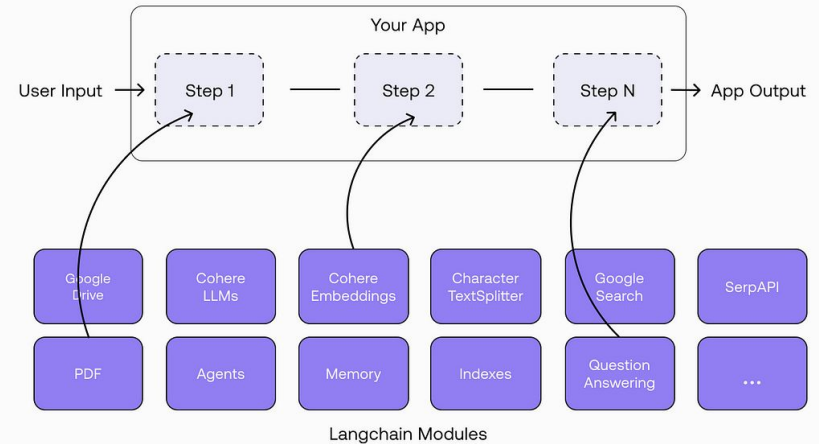 Your App
User Input
Step 1
Step 2
Step N
App Output
Google
Drive
Cohere
LLMs
Cohere
Embeddings
Character
TextSplitter
Google
Search
SerpAPI
PDF
Agents
Memory
Indexes
Question
Answering
...
Langchain Modules